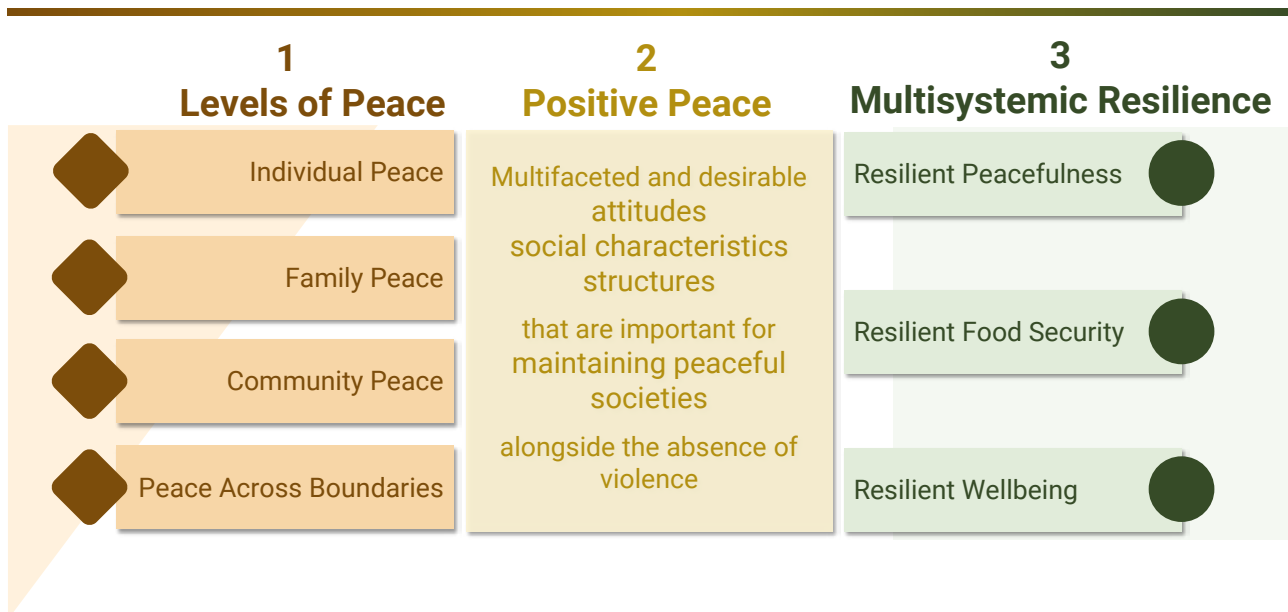 1
Levels of Peace
Individual Peace
Family Peace
Community Peace
Peace Across Boundaries
2
Positive Peace
Multifaceted and desirable
attitudes
social characteristics
structures
that are important for
maintaining peaceful
societies
alongside the absence of
violence
3
Multisystemic Resilience
Resilient Peacefulness
Resilient Food Security
Resilient Wellbeing